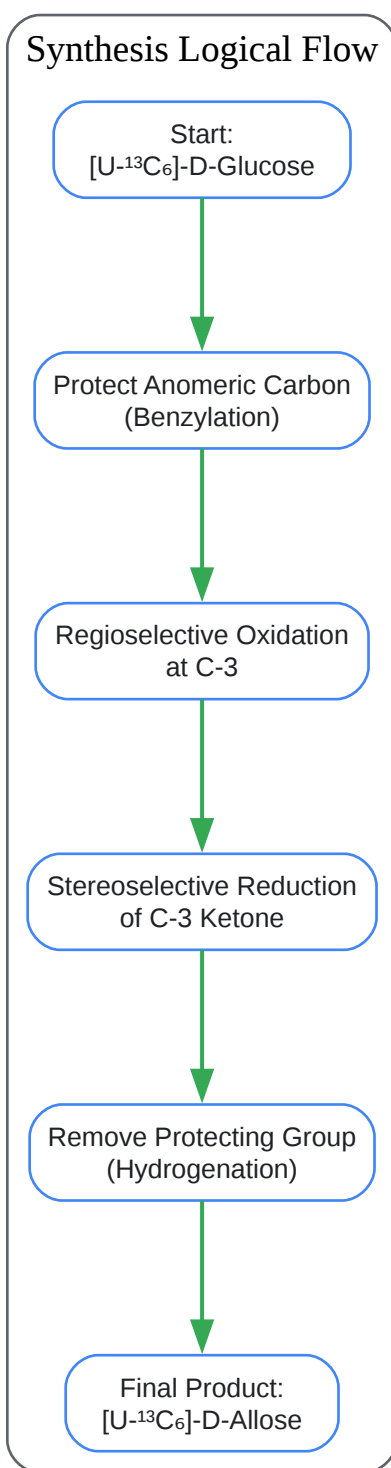 Synthesis Logical Flow
Start:
[U-¹³C₆]-D-Glucose
Protect Anomeric Carbon
(Benzylation)
Regioselective Oxidation
at C-3
Stereoselective Reduction
of C-3 Ketone
Remove Protecting Group
(Hydrogenation)
Final Product:
[U-¹³C₆]-D-Allose